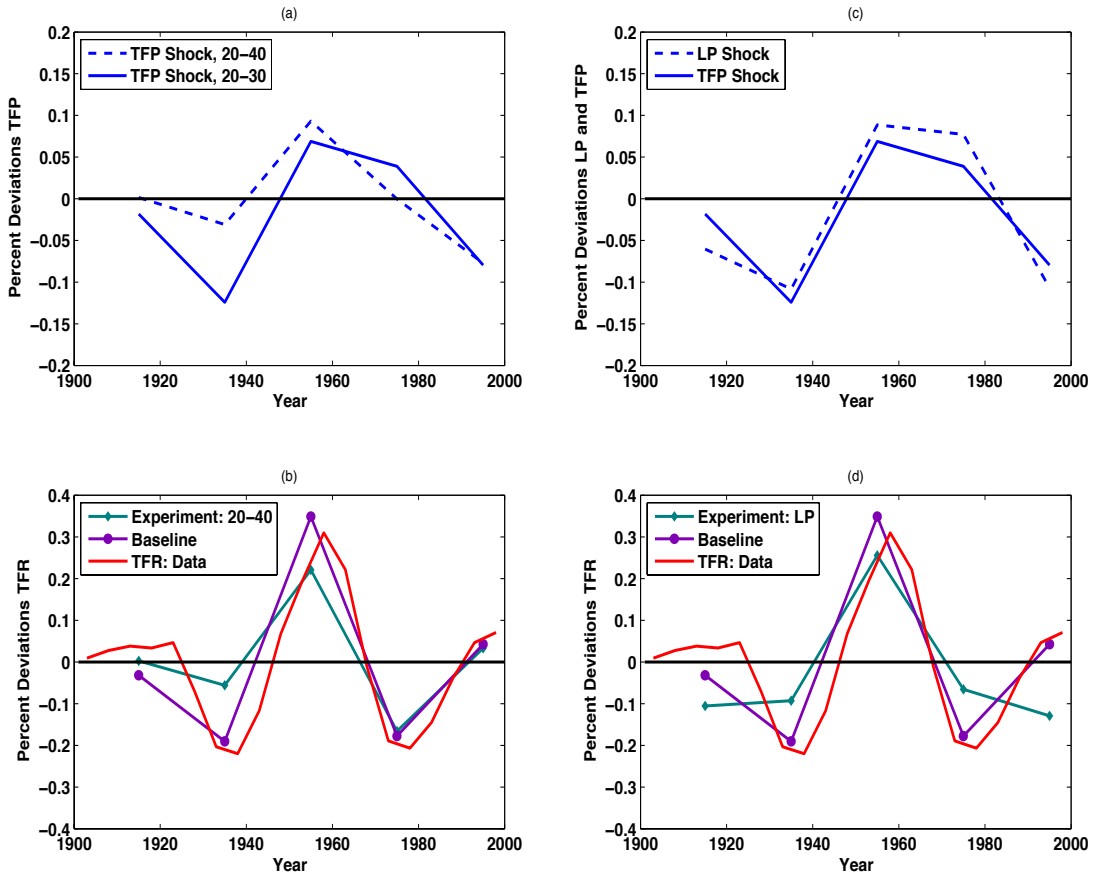 (a)
TFP Shock, 20−40
TFP Shock, 20−30
Percent Deviations TFP
0.2
0.15
0.1
0.05
0
−0.05
−0.1
−0.15
−0.2
1900 1920 1940 1960 1980 2000
Year
(c)
LP Shock
TFP Shock
Percent Deviations LP and TFP
0.2
0.15
0.1
0.05
0
−0.05
−0.1
−0.15
−0.2
1900 1920 1940 1960 1980 2000
Year
(b)
Experiment: 20−40
Baseline
TFR: Data
Percent Deviations TFR
0.4
0.3
0.2
0.1
0
−0.1
−0.2
−0.3
−0.4
1900 1920 1940 1960 1980 2000
Year
(d)
Experiment: LP
Baseline
TFR: Data
Percent Deviations TFR
0.4
0.3
0.2
0.1
0
−0.1
−0.2
−0.3
−0.4
1900 1920 1940 1960 1980 2000
Year